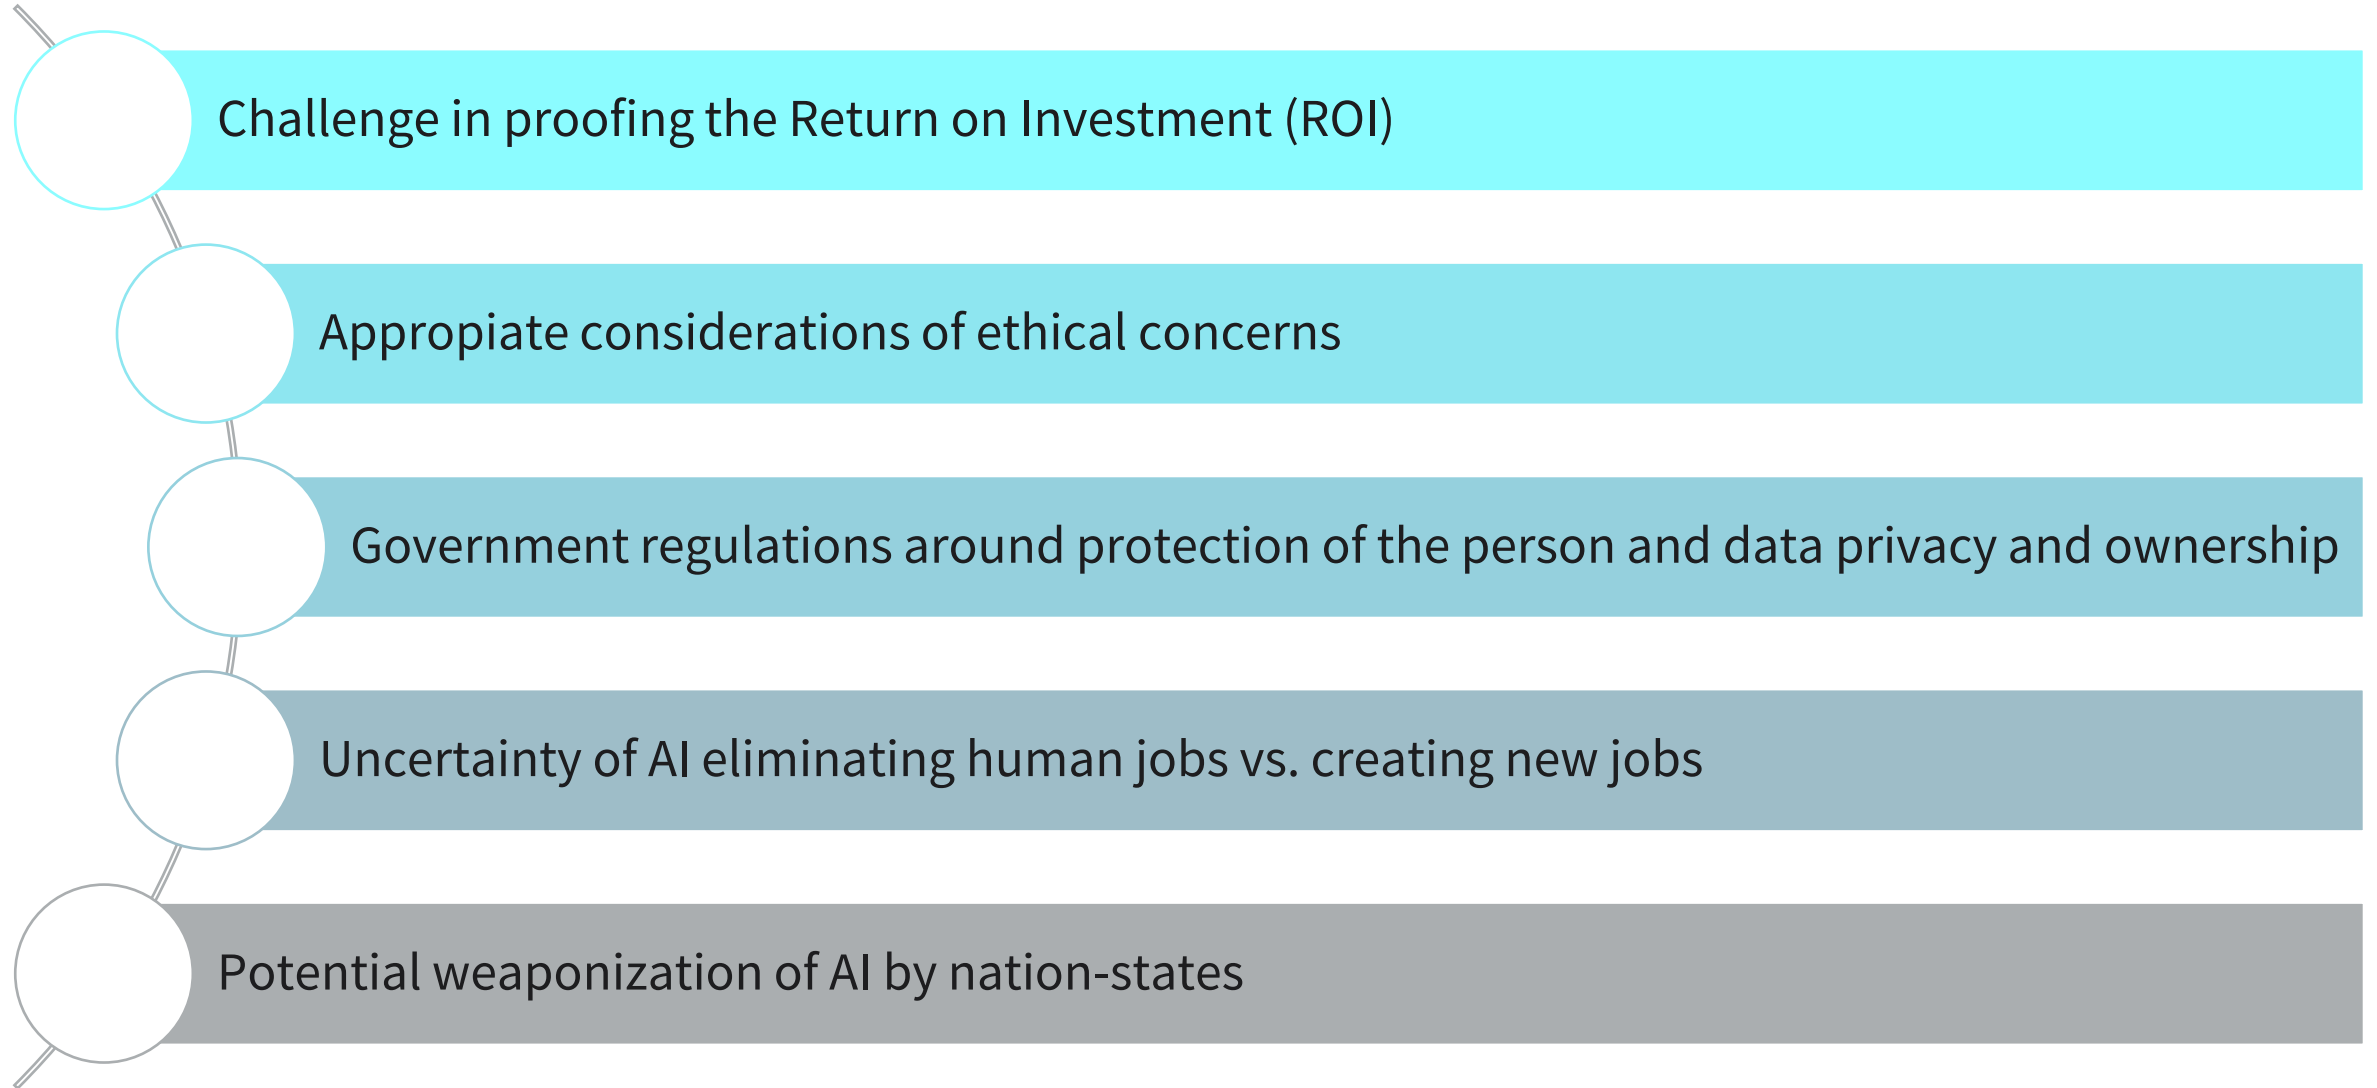 Challenge in proofing the Return on Investment (ROI)
Appropiate considerations of ethical concerns
Government regulations around protection of the person and data privacy and ownership
Uncertainty of AI eliminating human jobs vs. creating new jobs
Potential weaponization of AI by nation-states